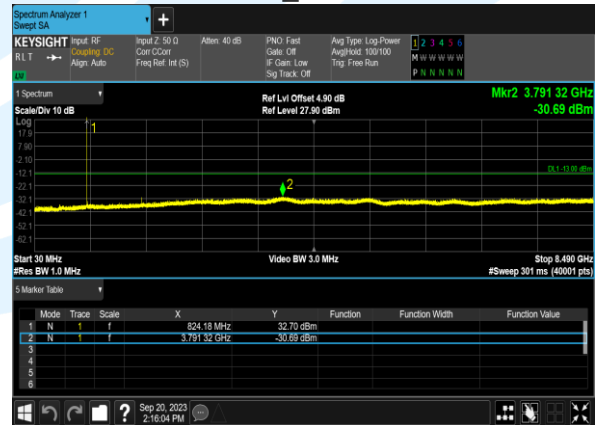 Spectrum Analyzer 1
Swept SA
+
KEYSIGHT Input: RF Input Z: 50 Ω Atten: 40 dB PNO: Fast Avg Type: Log-Power 1 2 3 4 5 6
RLT Coupling: DC Corr CCorr Gate: Off Avg|Hold: 100/100 M W W W W W
Align: Auto Freq Ref: Int (S) IF Gain: Low Trig: Free Run P N N N N N
Sig Track: Off
1 Spectrum
Ref Lvl Offset 4.90 dB Mkr2 3.791 32 GHz
Scale/Div 10 dB Ref Level 27.90 dBm -30.69 dBm
Log
1
17.9
7.90
-2.10
-12.1 DL1 -13.00 dBm
-22.1
2
-32.1
-42.1
-52.1
-62.1
Start 30 MHz Video BW 3.0 MHz Stop 8.490 GHz
#Res BW 1.0 MHz #Sweep 301 ms (40001 pts)
5 Marker Table
Mode Trace Scale X Y Function Function Width Function Value
1 N 1 f 824.18 MHz 32.70 dBm
2 N 1 f 3.791 32 GHz -30.69 dBm
3
4
5
6
? Sep 20, 2023
2:16:04 PM